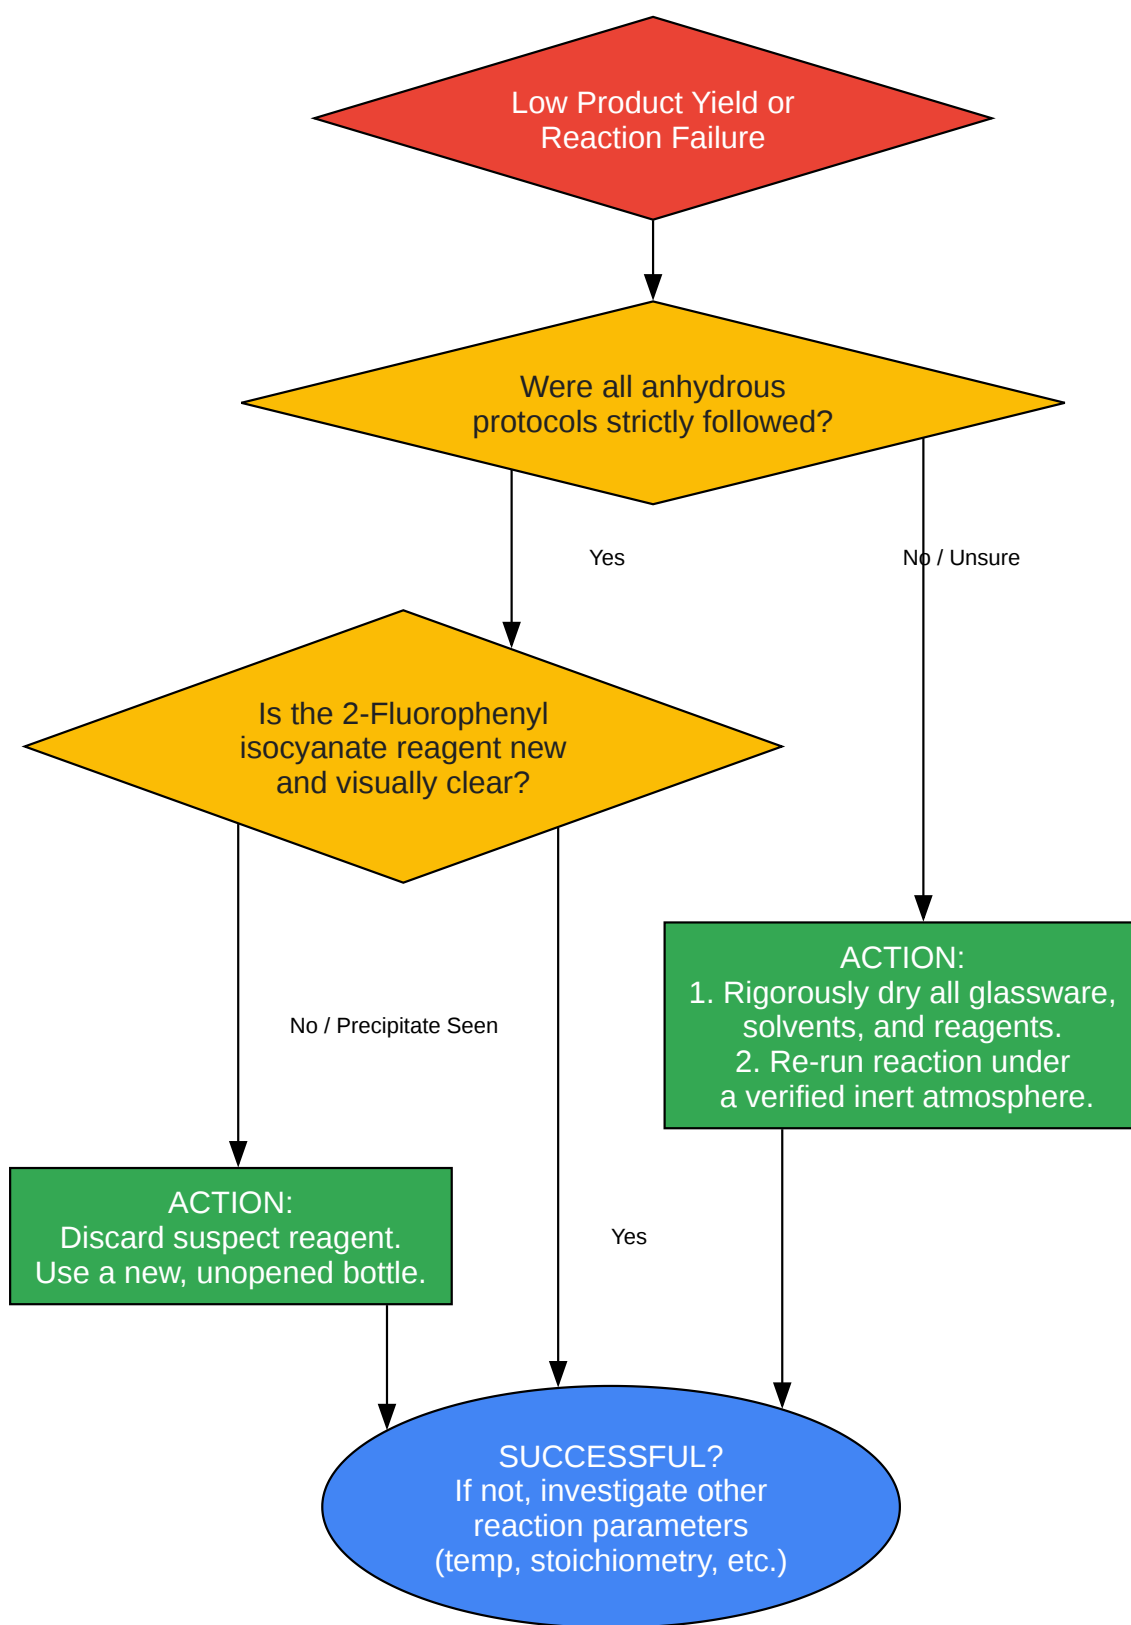 Low Product Yield or
Reaction Failure
Were all anhydrous
protocols strictly followed?
Yes
No / Unsure
Is the 2-Fluorophenyl
isocyanate reagent new
and visually clear?
ACTION:
1. Rigorously dry all glassware,
solvents, and reagents.
2. Re-run reaction under
a verified inert atmosphere.
No / Precipitate Seen
ACTION:
Discard suspect reagent.
Use a new, unopened bottle.
Yes
SUCCESSFUL?
If not, investigate other
reaction parameters
(temp, stoichiometry, etc.)